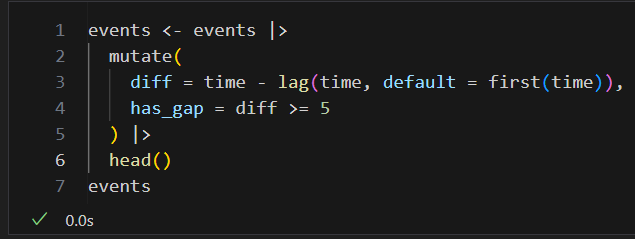 1 events <- events |>
2   mutate(
3     diff = time - lag(time, default = first(time)),
4     has_gap = diff >= 5
5   ) |>
6   head()
7 events
✓ 0.0s